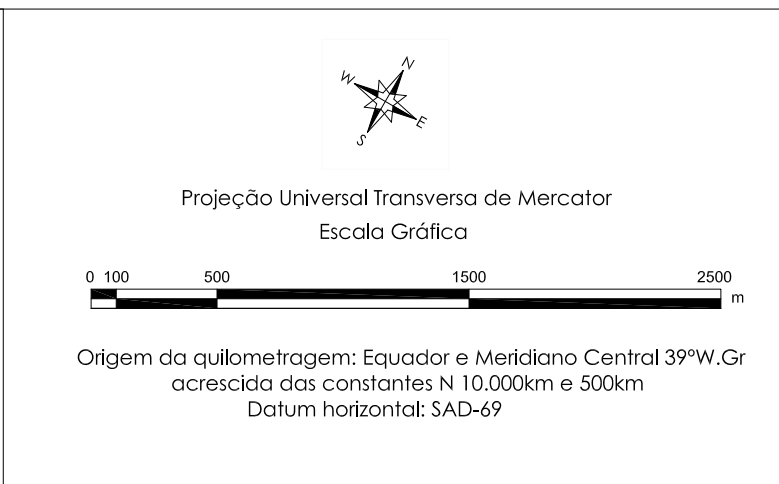 N
W
E
S
Projeção Universal Transversa de Mercator
Escala Gráfica
0 100 500 1500 2500
m
Origem da quilometragem: Equador e Meridiano Central 39ºW.Gr
acrescida das constantes N 10.000km e 500km
Datum horizontal: SAD-69